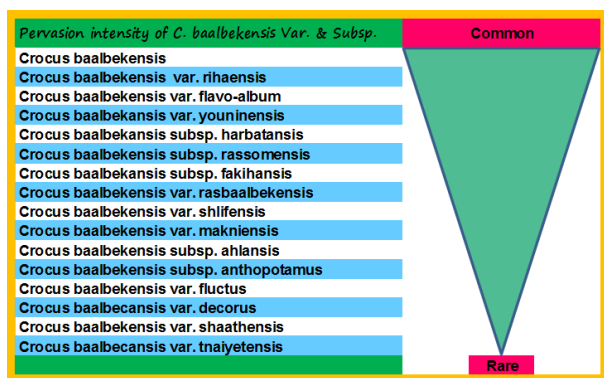 Pervasion intensity of C. baalbekensis Var. & Subsp.
Common
Crocus baalbekensis
Crocus baalbekensis var. rihaensis
Crocus baalbekensis var. flavo-album
Crocus baalbekansis var. youninensis
Crocus baalbekansis subsp. harbatansis
Crocus baalbekensis subsp. rassomensis
Crocus baalbekansis subsp. fakihansis
Crocus baalbekansis var. rasbaalbekensis
Crocus baalbekensis var. shlifensis
Crocus baalbekensis var. makniensis
Crocus baalbekensis subsp. ahlansis
Crocus baalbekensis subsp. anthopotamus
Crocus baalbekensis var. fluctus
Crocus baalbecansis var. decorus
Crocus baalbekensis var. shaathensis
Crocus baalbecansis var. tnaiyetensis
Rare